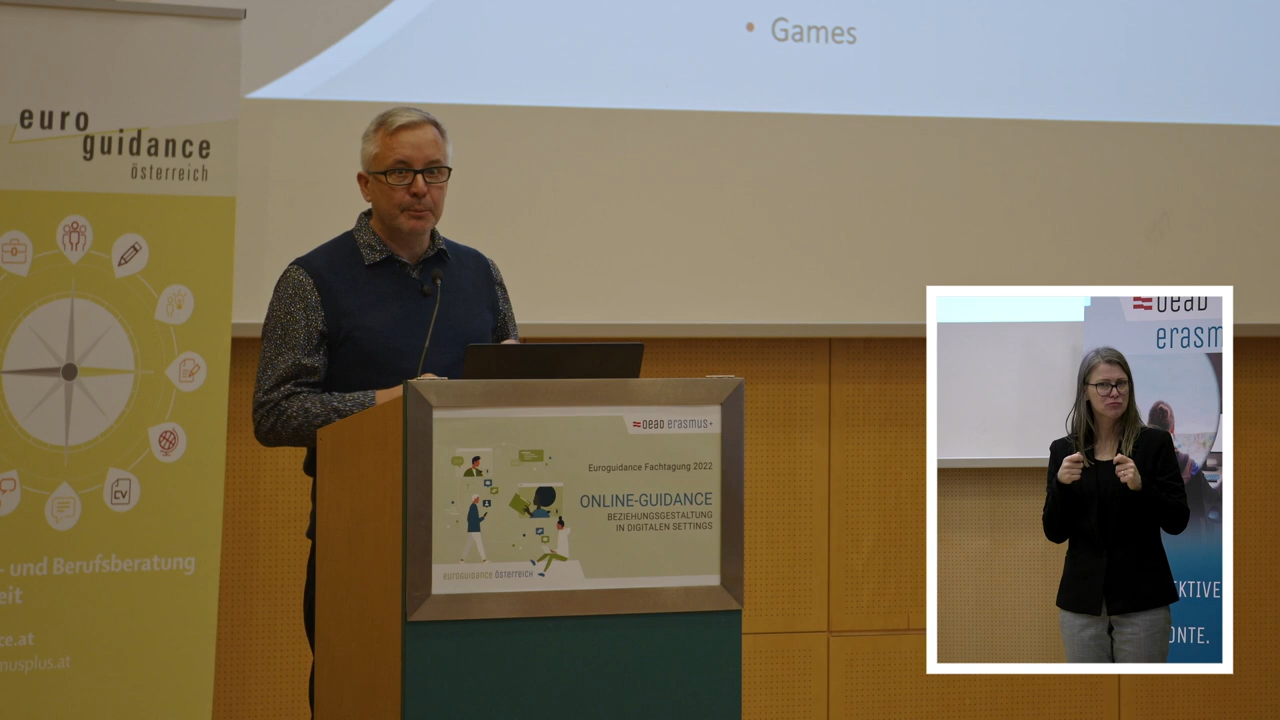 • Games
euro
guidance
österreich
CV
- und Berufsberatung
eit
ce.at
musplus.at
OeAD erasmus+
Euroguidance Fachtagung 2022
ONLINE-GUIDANCE
BEZIEHUNGSGESTALTUNG
IN DIGITALEN SETTINGS
euroguidance österreich
OeAD
erasm
KTIVE
ONTE.